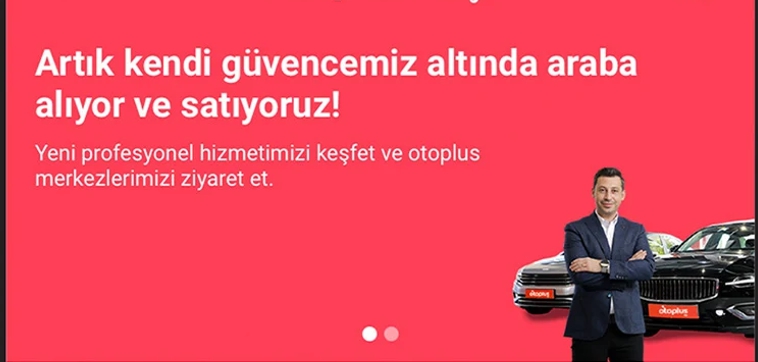 Artık kendi güvencemiz altında araba
alıyor ve satıyoruz!
Yeni profesyonel hizmetimizi keşfet ve otoplus
merkezlerimizi ziyaret et.
otoplus
otoplus